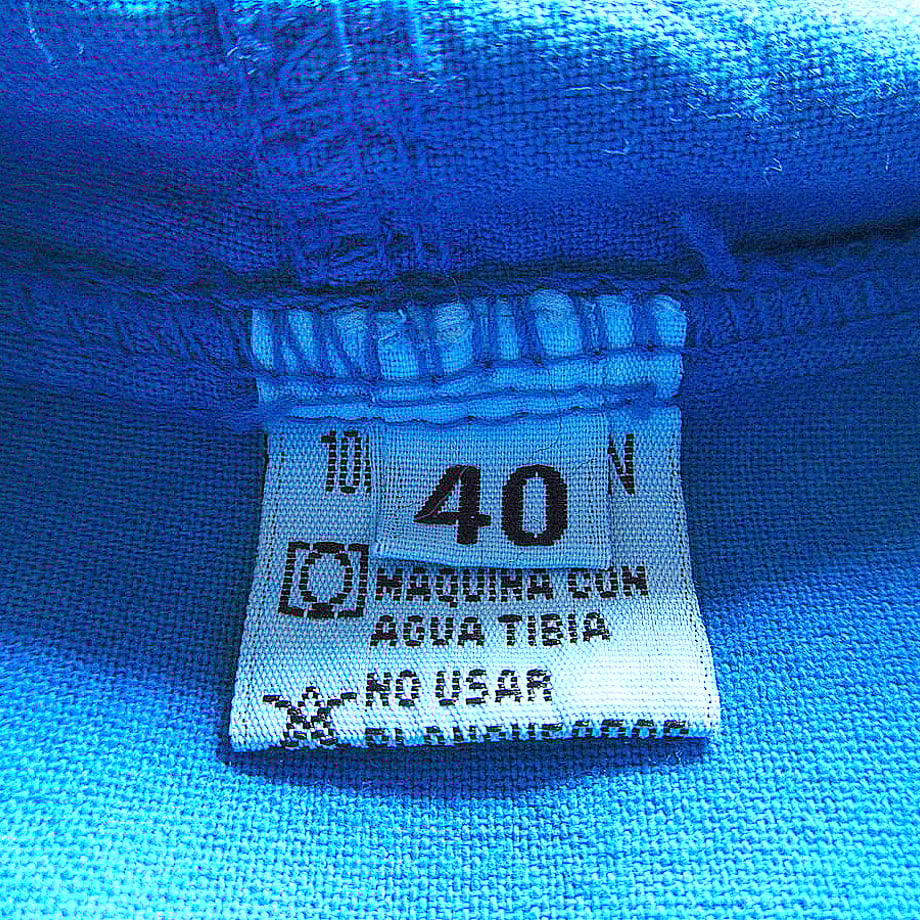 40
MAQUINA CON
AGUA TIBIA
NO USAR